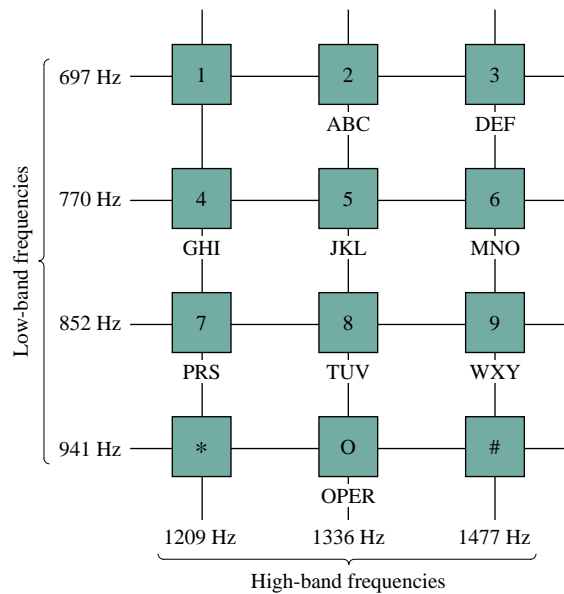 697 Hz 1 2 3
ABC DEF
770 Hz 4 5 6
GHI JKL MNO
Low-band frequencies
852 Hz 7 8 9
PRS TUV WXY
941 Hz * O #
OPER
1209 Hz 1336 Hz 1477 Hz
High-band frequencies